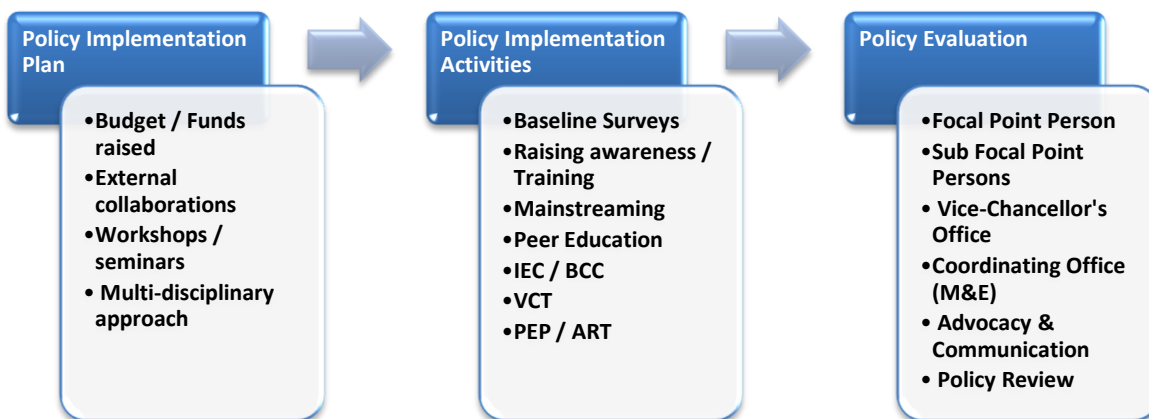 Policy Implementation
Plan
•Budget / Funds
raised
•External
collaborations
•Workshops /
seminars
• Multi-disciplinary
approach
Policy Implementation
Activities
•Baseline Surveys
•Raising awareness /
Training
•Mainstreaming
•Peer Education
•IEC / BCC
•VCT
•PEP / ART
Policy Evaluation
•Focal Point Person
•Sub Focal Point
Persons
• Vice-Chancellor's
Office
•Coordinating Office
(M&E)
• Advocacy &
Communication
• Policy Review